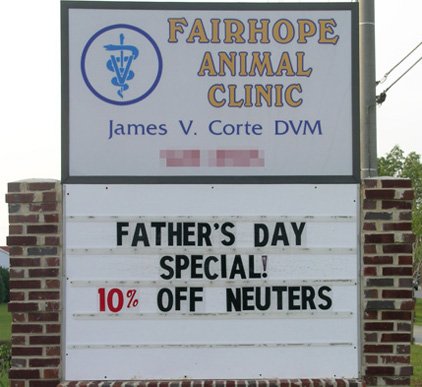 FAIRHOPE
ANIMAL
CLINIC
James V. Corte DVM
FATHER'S DAY
SPECIAL!
10% OFF NEUTERS